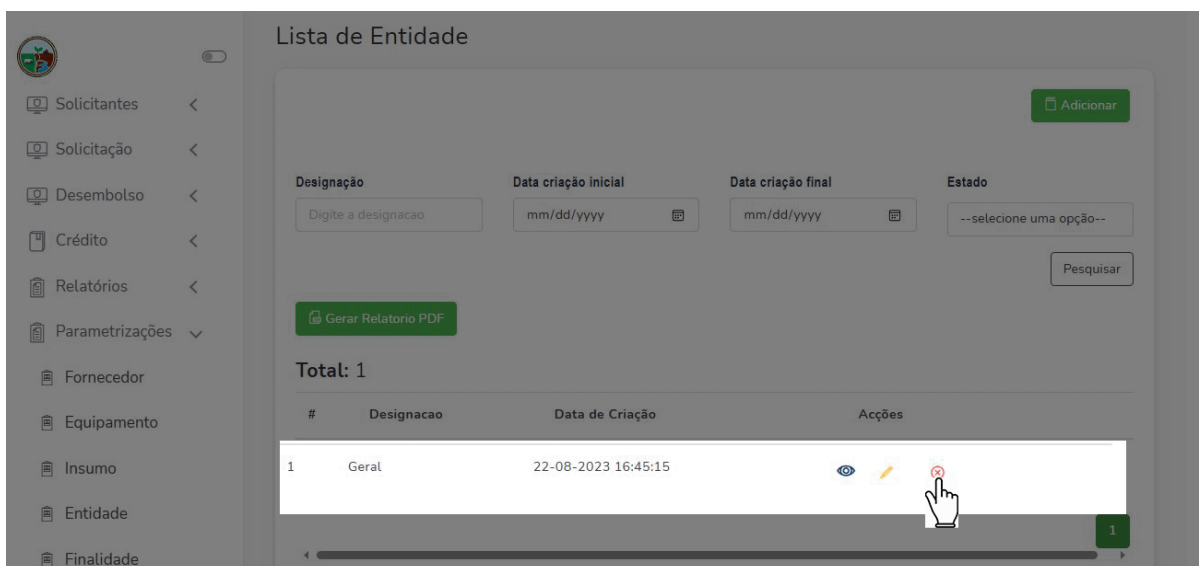 Lista de Entidade
Solicitantes
Solicitação
Desembolso
Crédito
Relatórios
Parametrizações
Fornecedor
Equipamento
Insumo
Entidade
Finalidade
Adicionar
Designação Data criação inicial Data criação final Estado
Digite a designacao mm/dd/yyyy mm/dd/yyyy --selecione uma opção--
Pesquisar
Gerar Relatorio PDF
Total: 1
# Designacao Data de Criação Acções
1 Geral 22-08-2023 16:45:15
1